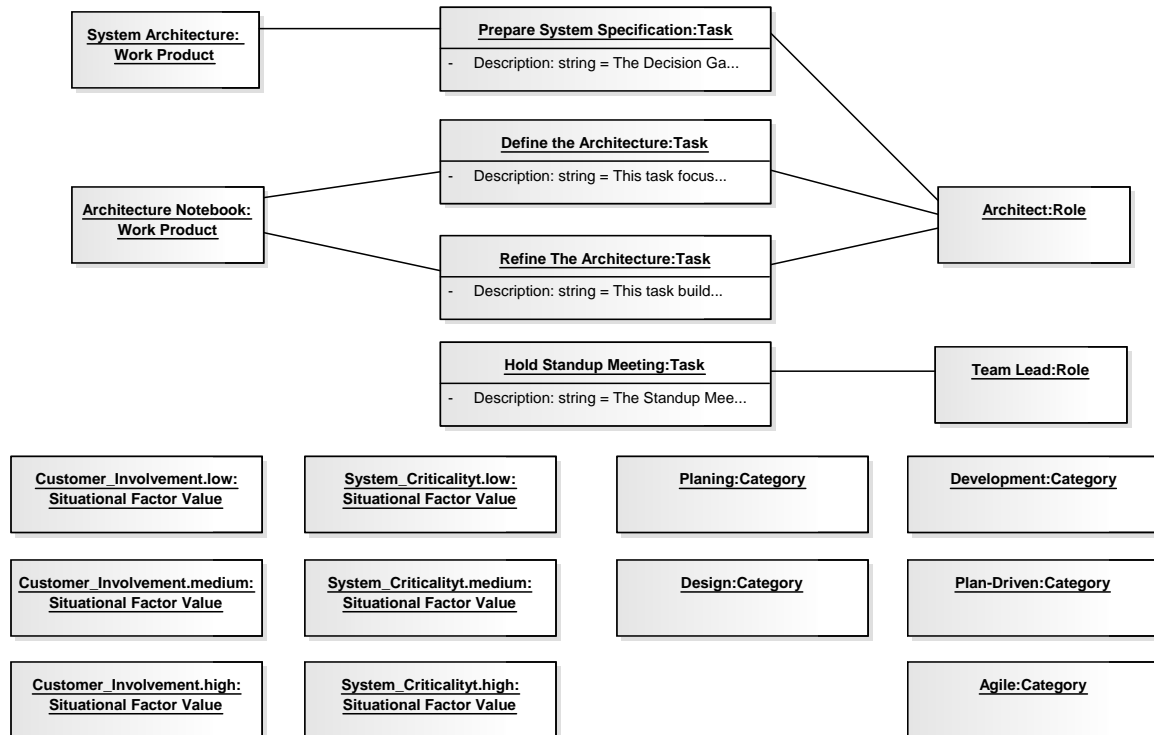 System Architecture:
Work Product
Prepare System Specification:Task
- Description: string = The Decision Ga...
Define the Architecture:Task
- Description: string = This task focus...
Architecture Notebook:
Work Product
Architect:Role
Refine The Architecture:Task
- Description: string = This task build...
Hold Standup Meeting:Task
- Description: string = The Standup Mee...
Team Lead:Role
Customer_Involvement.low:
Situational Factor Value
System_Criticalityt.low:
Situational Factor Value
Planing:Category
Development:Category
Customer_Involvement.medium:
Situational Factor Value
System_Criticalityt.medium:
Situational Factor Value
Design:Category
Plan-Driven:Category
Customer_Involvement.high:
Situational Factor Value
System_Criticalityt.high:
Situational Factor Value
Agile:Category